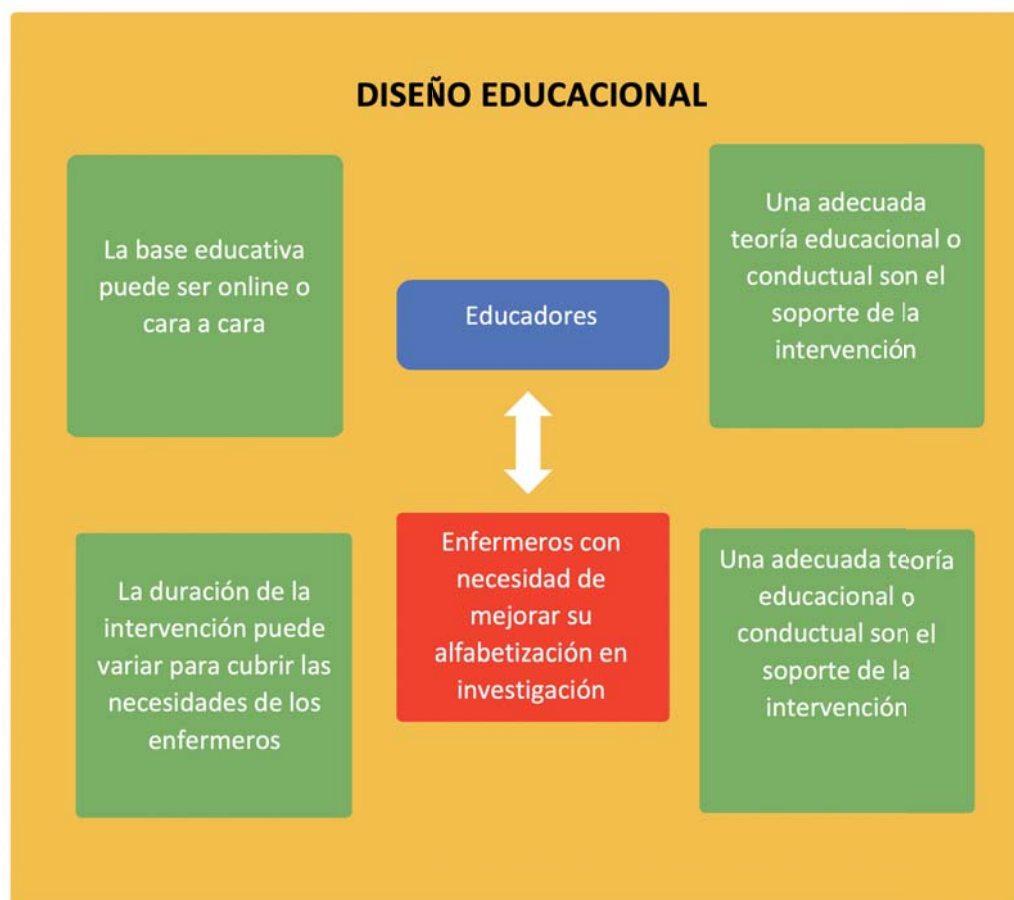 DISEÑO EDUCACIONAL
La base educativa
puede ser online o
cara a cara
Educadores
Una adecuada
teoría educacional o
conductual son el
soporte de la
intervención
La duración de la
intervención puede
variar para cubrir las
necesidades de los
enfermeros
Enfermeros con
necesidad de
mejorar su
alfabetización en
investigación
Una adecuada teoría
educacional o
conductual son el
soporte de la
intervención